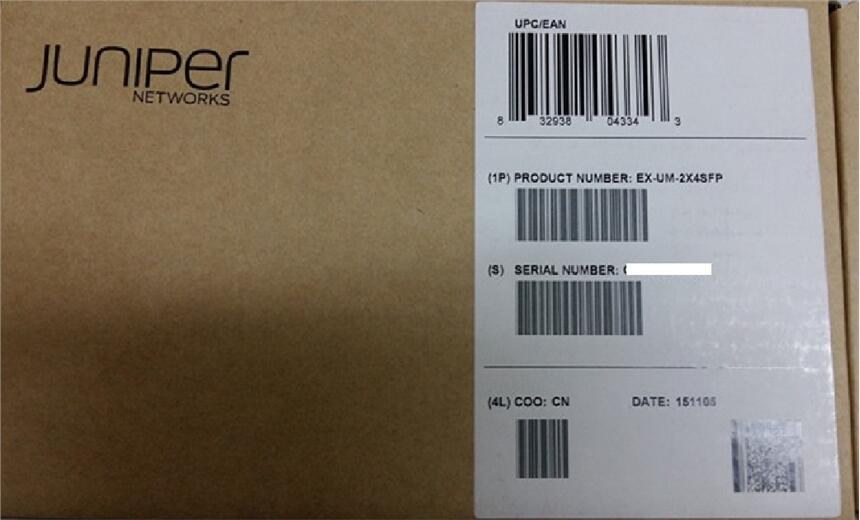 Juniper
NETWORKS
UPC/EAN
8 32938 04334 3
(1P) PRODUCT NUMBER: EX-UM-2X4SFP
(S) SERIAL NUMBER:
(4L) COO: CN DATE: 151105